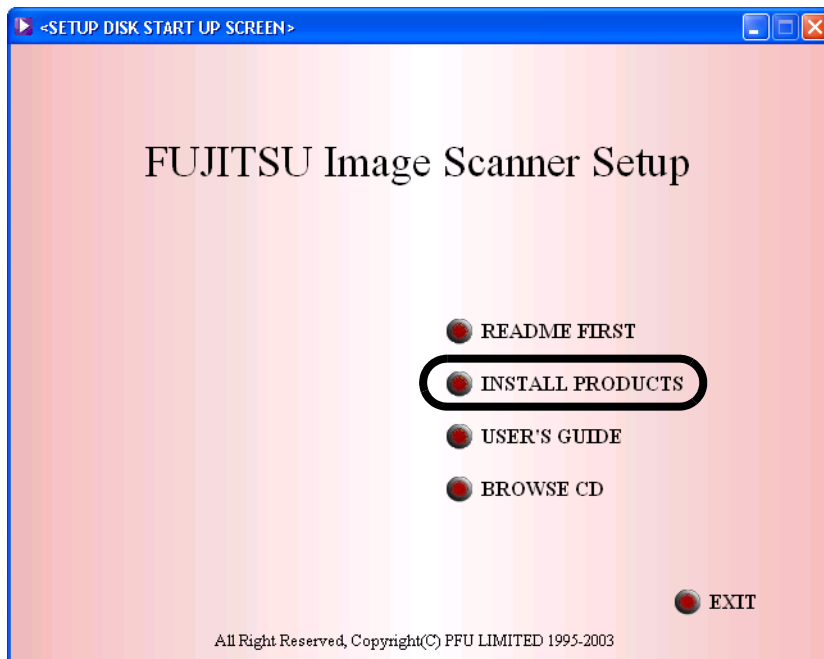 <SETUP DISK START UP SCREEN>
FUJITSU Image Scanner Setup
README FIRST
INSTALL PRODUCTS
USER'S GUIDE
BROWSE CD
EXIT
All Right Reserved, Copyright(C) PFU LIMITED 1995-2003